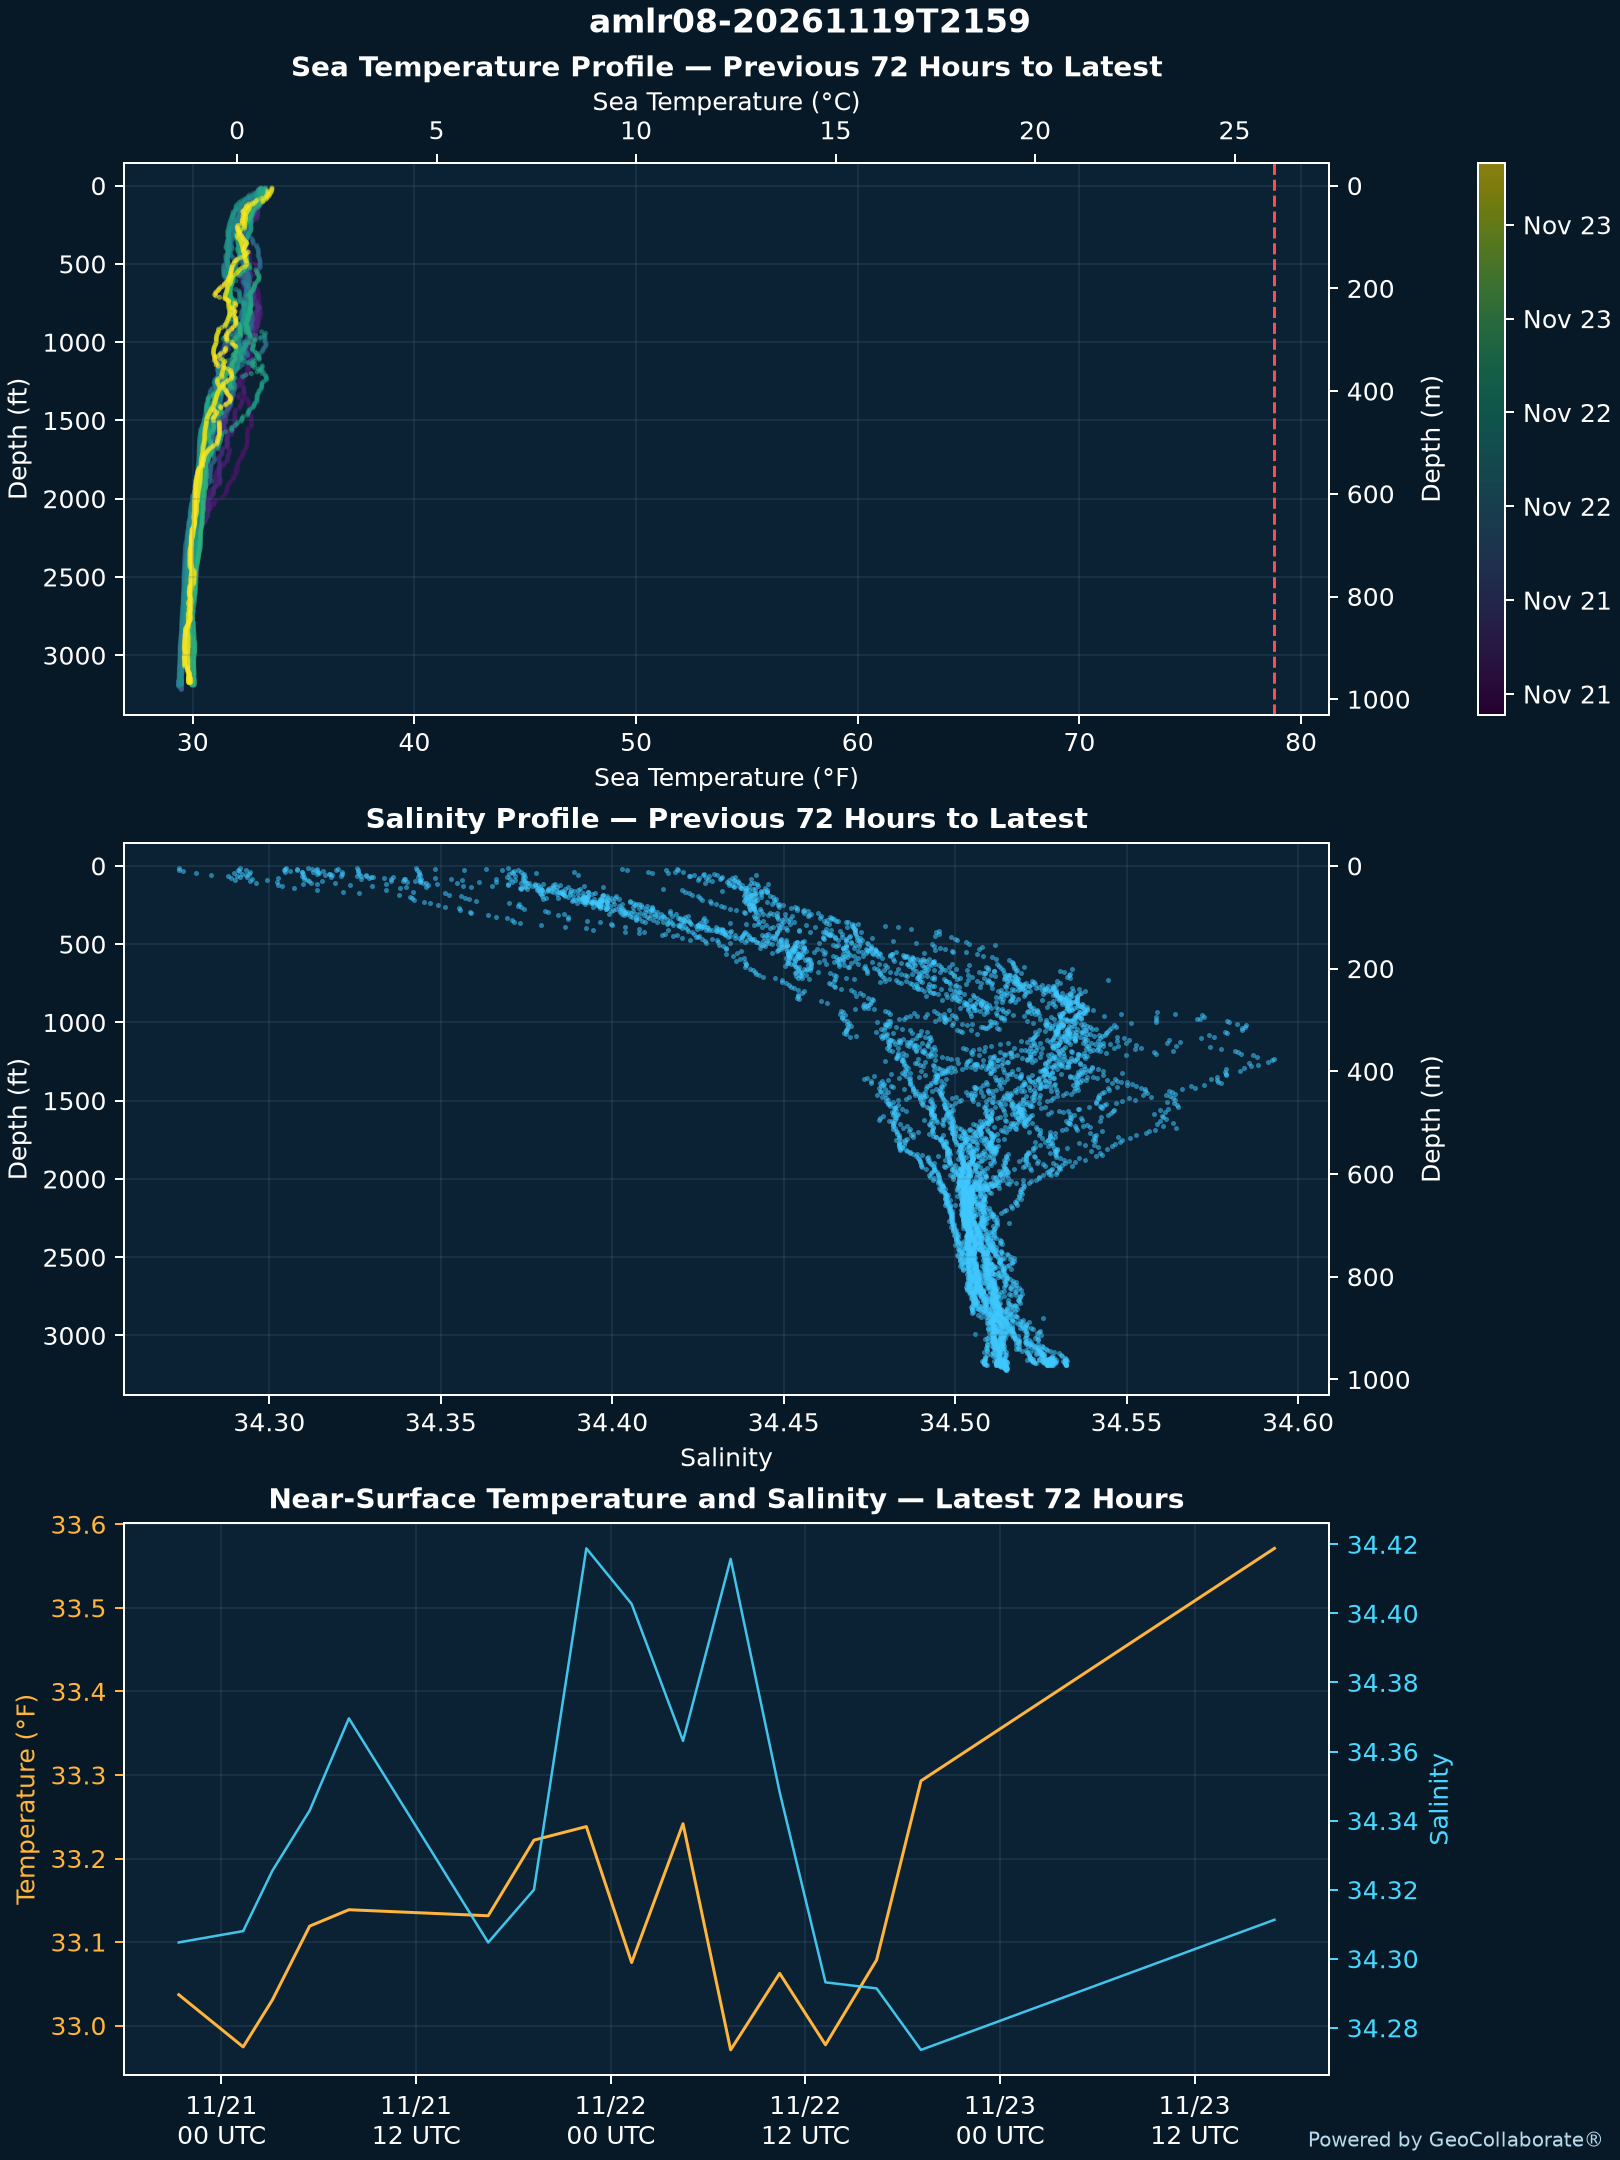 amlr08-20261119T2159
Sea Temperature Profile — Previous 72 Hours to Latest
Sea Temperature (°C)
0 5 10 15 20 25
0
500
1000
1500
2000
2500
3000
Depth (ft)
0
200
400
600
800
1000
Depth (m)
Nov 23
Nov 23
Nov 22
Nov 22
Nov 21
Nov 21
30 40 50 60 70 80
Sea Temperature (°F)
Salinity Profile — Previous 72 Hours to Latest
0
500
1000
1500
2000
2500
3000
Depth (ft)
0
200
400
600
800
1000
Depth (m)
34.30 34.35 34.40 34.45 34.50 34.55 34.60
Salinity
Near-Surface Temperature and Salinity — Latest 72 Hours
33.6
33.5
33.4
33.3
33.2
33.1
33.0
Temperature (°F)
34.42
34.40
34.38
34.36
34.34
34.32
34.30
34.28
Salinity
11/21 11/21 11/22 11/22 11/23 11/23
00 UTC 12 UTC 00 UTC 12 UTC 00 UTC 12 UTC
Powered by GeoCollaborate®